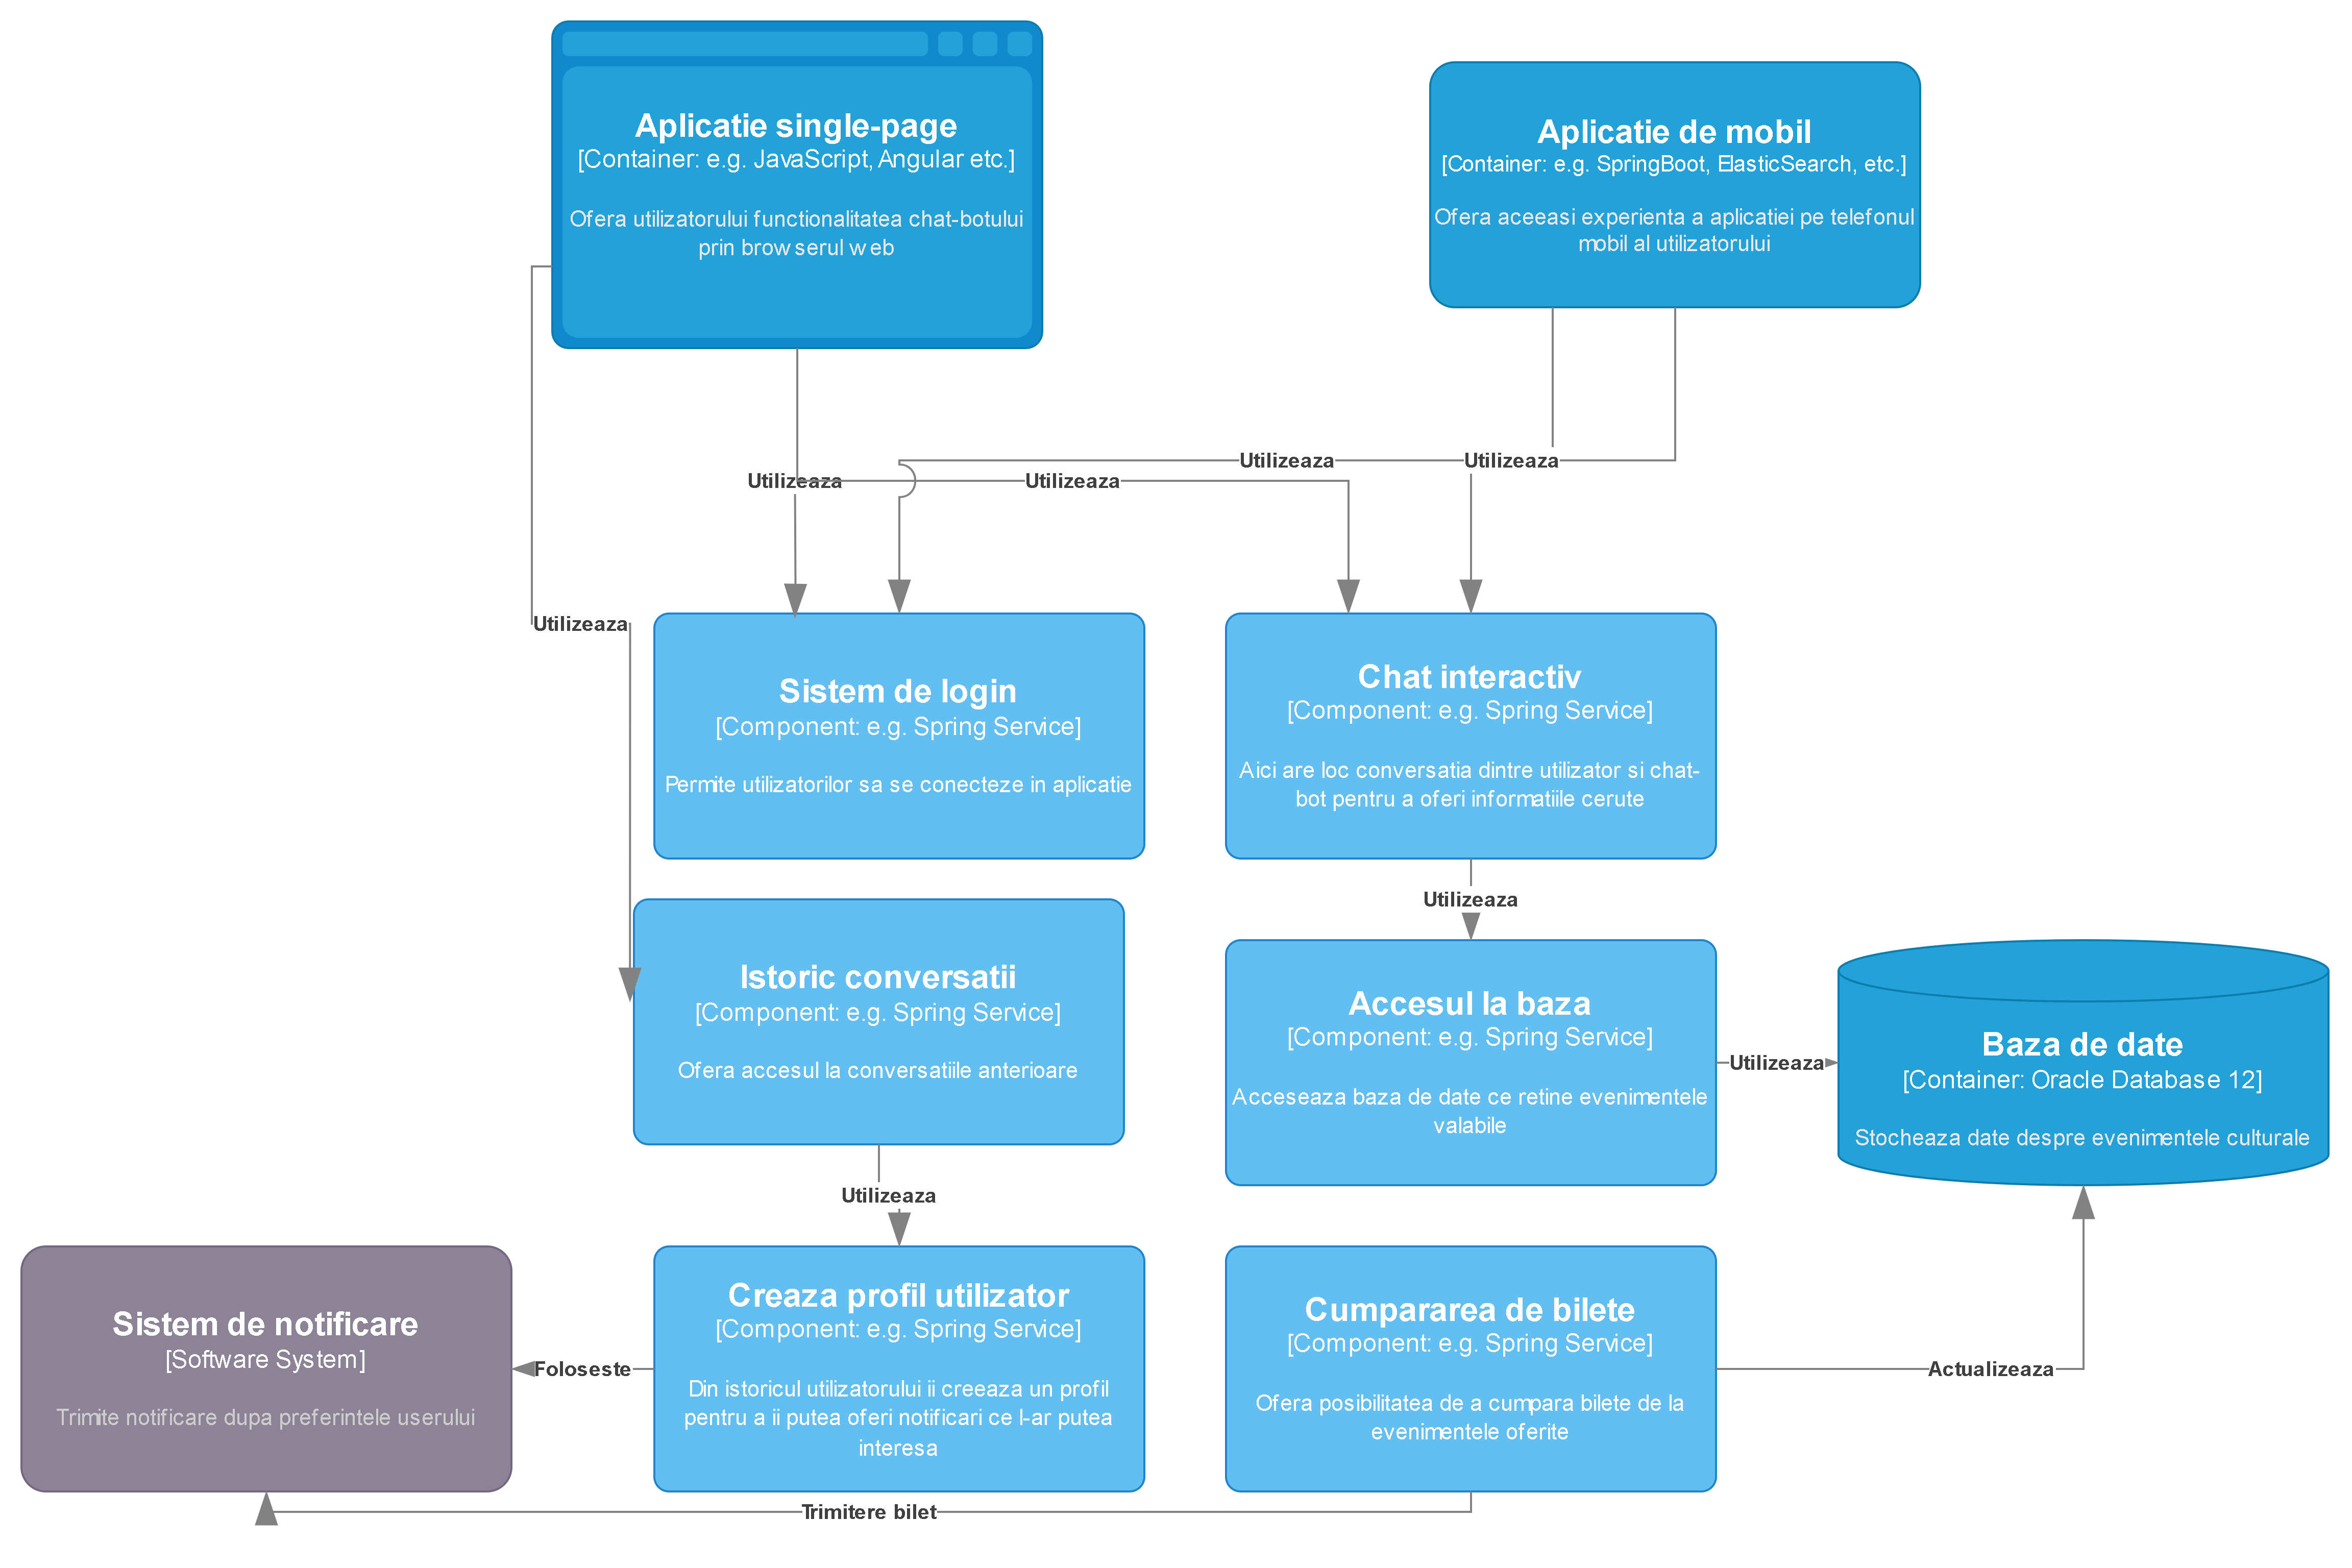 Aplicatie single-page
[Container: e.g. JavaScript, Angular etc.]
Ofera utilizatorului functionalitatea chat-botului
prin browserul web
Aplicatie de mobil
[Container: e.g. SpringBoot, ElasticSearch, etc.]
Ofera aceeasi experienta a aplicatiei pe telefonul
mobil al utilizatorului
Utilizeaza
Utilizeaza
Utilizeaza
Utilizeaza
Utilizeaza
Sistem de login
[Component: e.g. Spring Service]
Permite utilizatorilor sa se conecteze in aplicatie
Chat interactiv
[Component: e.g. Spring Service]
Aici are loc conversatia dintre utilizator si chat-
bot pentru a oferi informatiile cerute
Utilizeaza
Istoric conversatii
[Component: e.g. Spring Service]
Ofera accesul la conversatiile anterioare
Accesul la baza
[Component: e.g. Spring Service]
Acceseaza baza de date ce retine evenimentele
valabile
Utilizeaza
Baza de date
[Container: Oracle Database 12]
Stocheaza date despre evenimentele culturale
Utilizeaza
Sistem de notificare
[Software System]
Trimite notificare dupa preferintele userului
Foloseste
Creaza profil utilizator
[Component: e.g. Spring Service]
Din istoricul utilizatorului ii creeaza un profil
pentru a ii putea oferi notificari ce l-ar putea
interesa
Cumpararea de bilete
[Component: e.g. Spring Service]
Ofera posibilitatea de a cumpara bilete de la
evenimentele oferite
Actualizeaza
Trimitere bilet